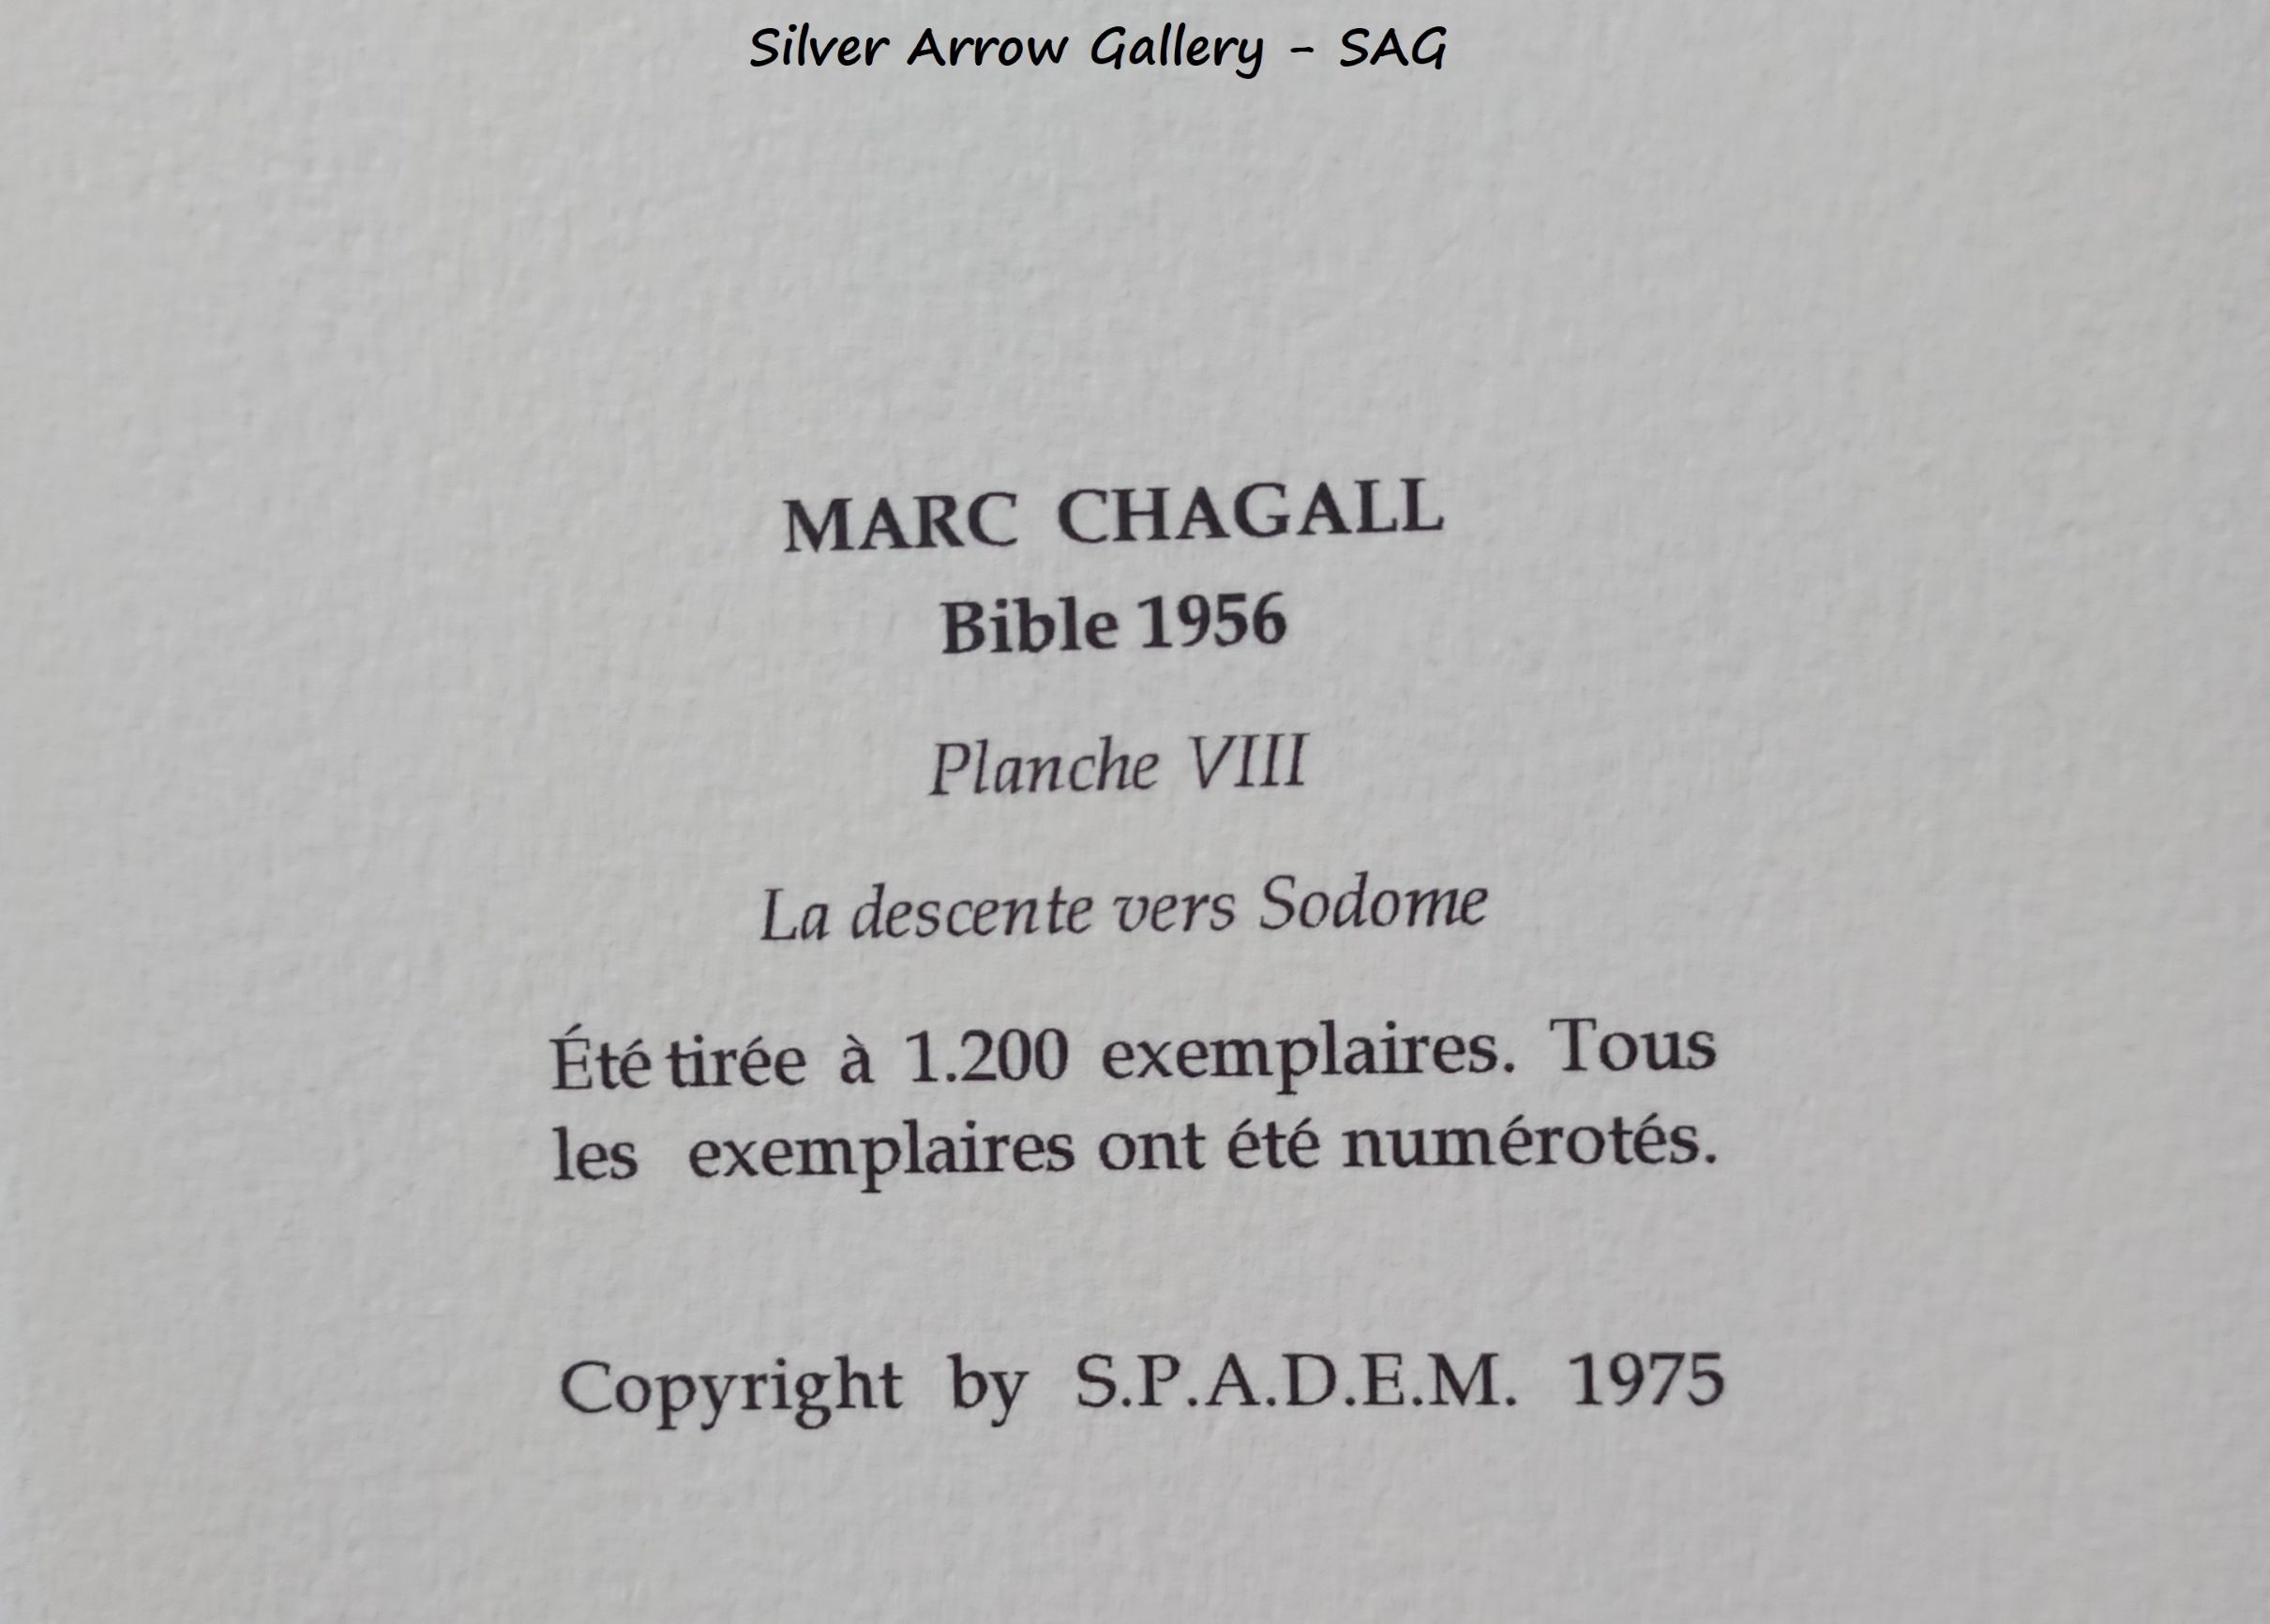 Silver Arrow Gallery - SAG
MARC CHAGALL
Bible 1956
Planche VIII
La descente vers Sodome
Été tirée à 1.200 exemplaires. Tous
les exemplaires ont été numérotés.
Copyright by S.P.A.D.E.M. 1975